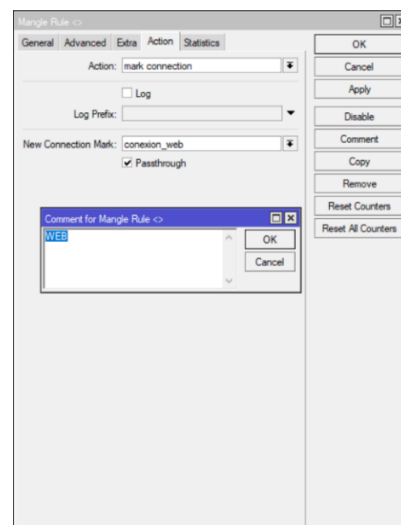 Mangle Rule <>
General Advanced Extra Action Statistics
Action: mark connection
Log
Log Prefix:
New Connection Mark: conexion_web
Passthrough
OK
Cancel
Apply
Disable
Comment
Copy
Remove
Reset Counters
Reset All Counters
Comment for Mangle Rule <>
WEB
OK
Cancel